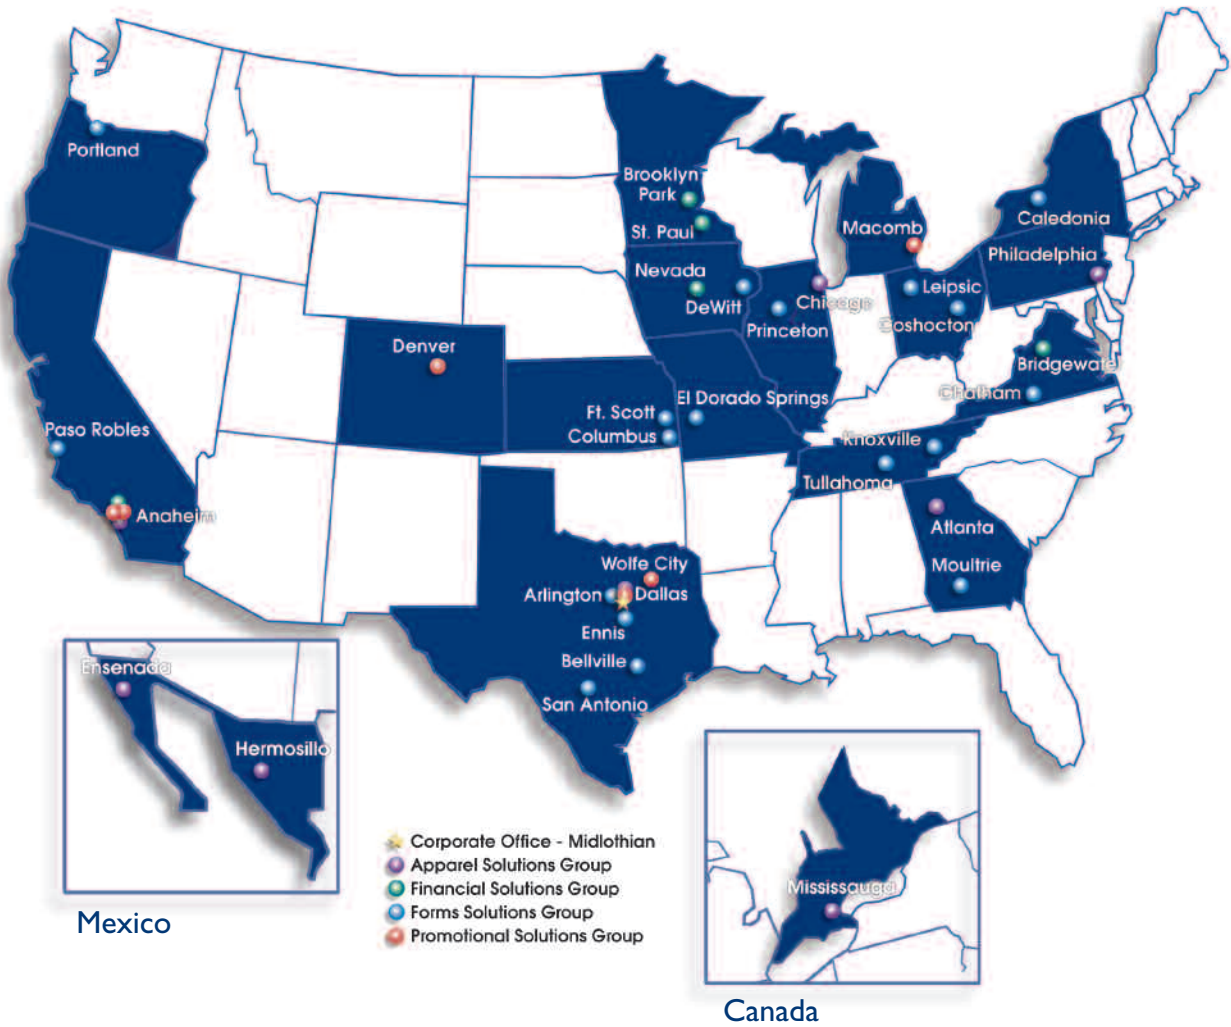 Portland
Brooklyn
Park
St. Paul
Macomb
Caledonia
Philadelphia
Nevada
DeWitt
Chicago
Leipsic
Princeton
Coshocton
Denver
Bridgewater
Chatham
El Dorado Springs
Ft. Scott
Columbus
Paso Robles
Knoxville
Tullahoma
Anaheim
Atlanta
Wolfe City
Moultrie
Arlington
Dallas
Ennis
Bellville
San Antonio
Ensenada
Hermosillo
Mexico
Corporate Office - Midlothian
Apparel Solutions Group
Financial Solutions Group
Forms Solutions Group
Promotional Solutions Group
Mississauga
Canada